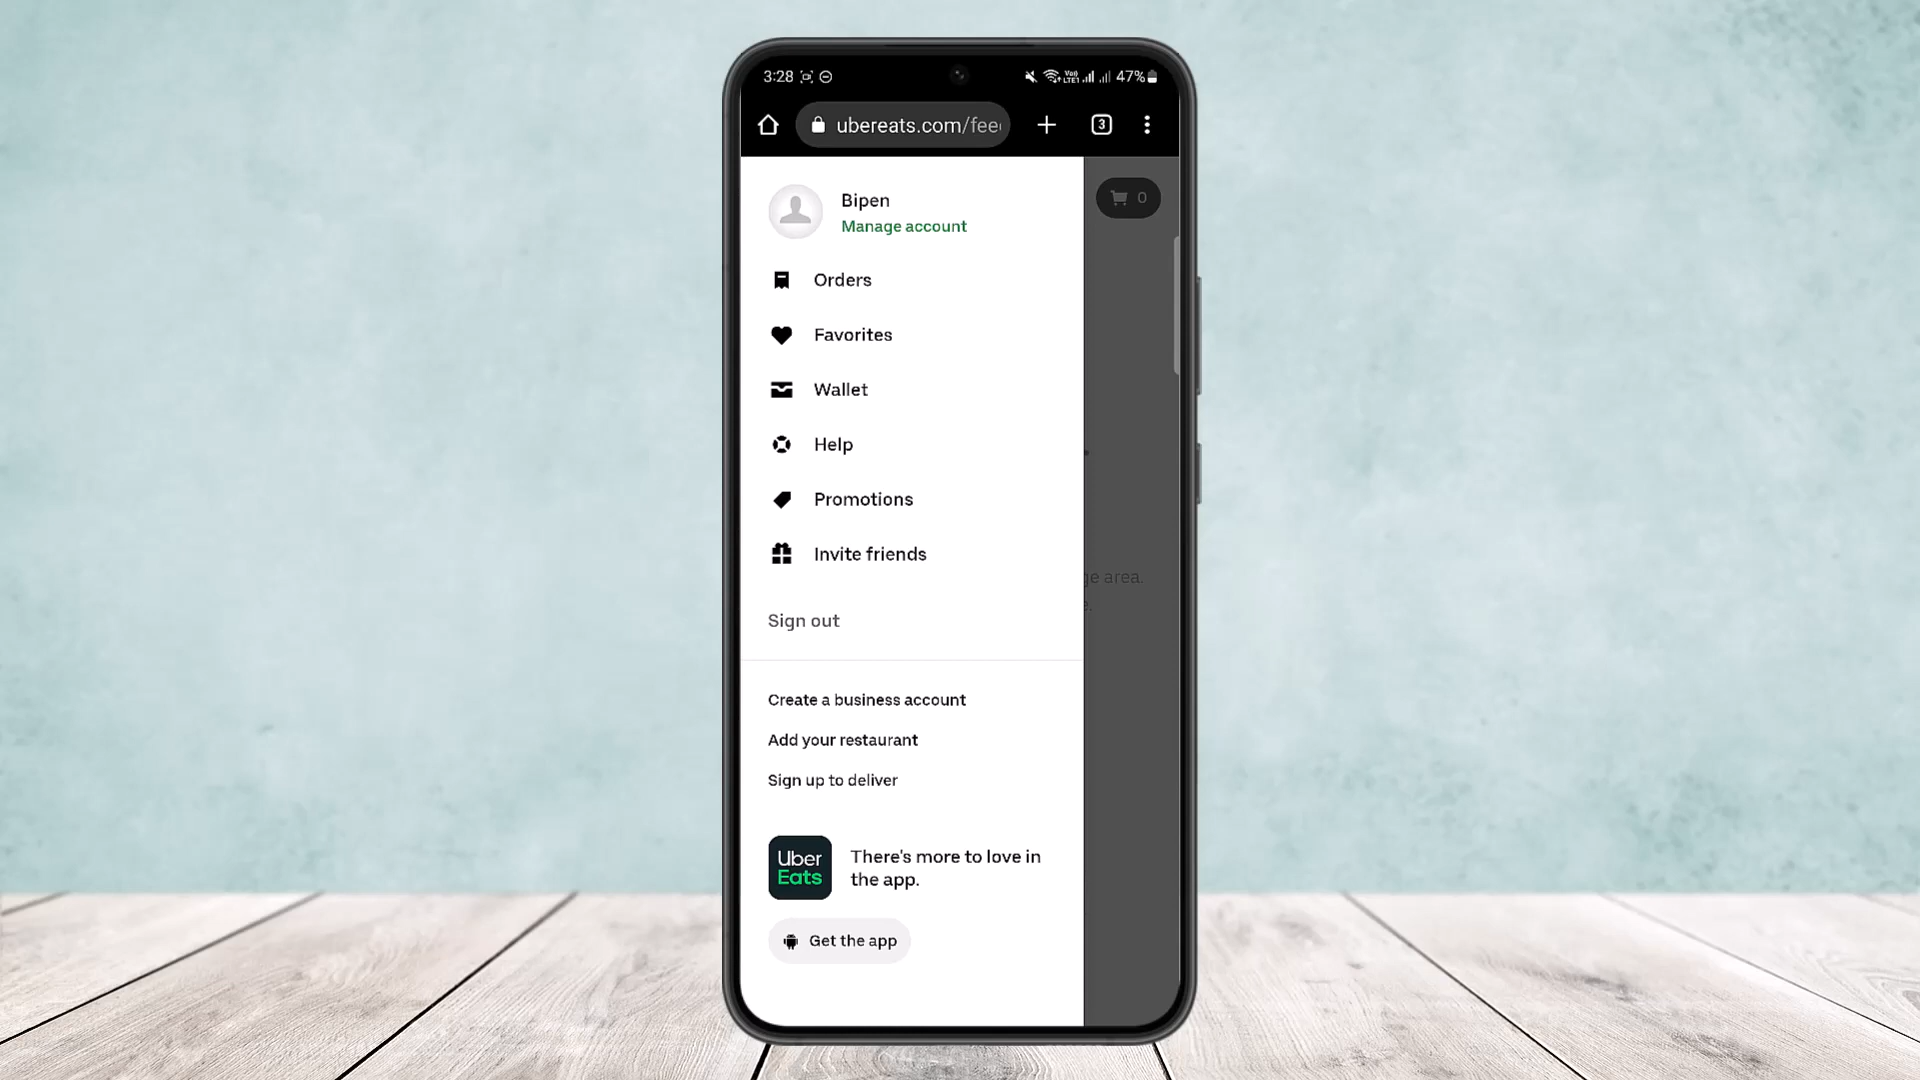 3:28
47%
ubereats.com/fee
3
Bipen
Manage account
0
Orders
Favorites
Wallet
Help
Promotions
ge area.
e.
Invite friends
Sign out
Create a business account
Add your restaurant
Sign up to deliver
Uber
Eats
There's more to love in
the app.
Get the app